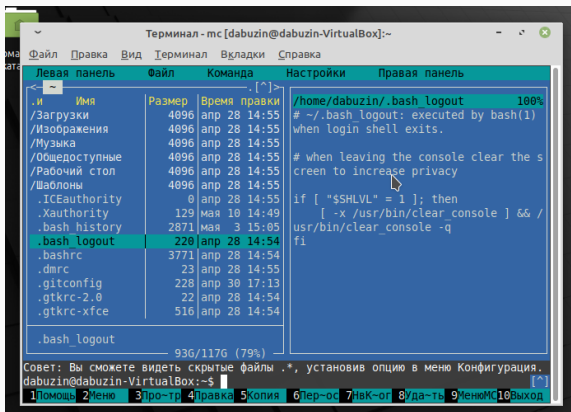 Терминал - mc [dabuzin@dabuzin-VirtualBox]:~
Файл Правка Вид Терминал Вкладки Справка
Левая панель Файл Команда Настройки Правая панель
<- ~ .[^]>
.и Имя Размер Время правки
/Загрузки 4096 апр 28 14:55
/Изображения 4096 апр 28 14:55
/Музыка 4096 апр 28 14:55
/Общедоступные 4096 апр 28 14:55
/Рабочий стол 4096 апр 28 14:55
/Шаблоны 4096 апр 28 14:55
.ICEauthority 0 апр 28 14:55
.Xauthority 129 мая 10 14:49
.bash_history 2871 мая 3 15:05
.bash_logout 220 апр 28 14:54
.bashrc 3771 апр 28 14:54
.dmrc 23 апр 28 14:55
.gitconfig 228 апр 30 17:13
.gtkrc-2.0 22 апр 28 14:54
.gtkrc-xfce 516 апр 28 14:54
.bash_logout
93G/117G (79%)
/home/dabuzin/.bash_logout 100%
# ~/.bash_logout: executed by bash(1)
when login shell exits.
# when leaving the console clear the s
creen to increase privacy
if [ "$SHLVL" = 1 ]; then
[ -x /usr/bin/clear_console ] && /
usr/bin/clear_console -q
fi
Совет: Вы сможете видеть скрытые файлы .*, установив опцию в меню Конфигурация.
dabuzin@dabuzin-VirtualBox:~$ [^]
1Помощь 2Меню 3Про~тр 4Правка 5Копия 6Пер~ос 7НвК~ог 8Уда~ть 9МенюMC 10Выход